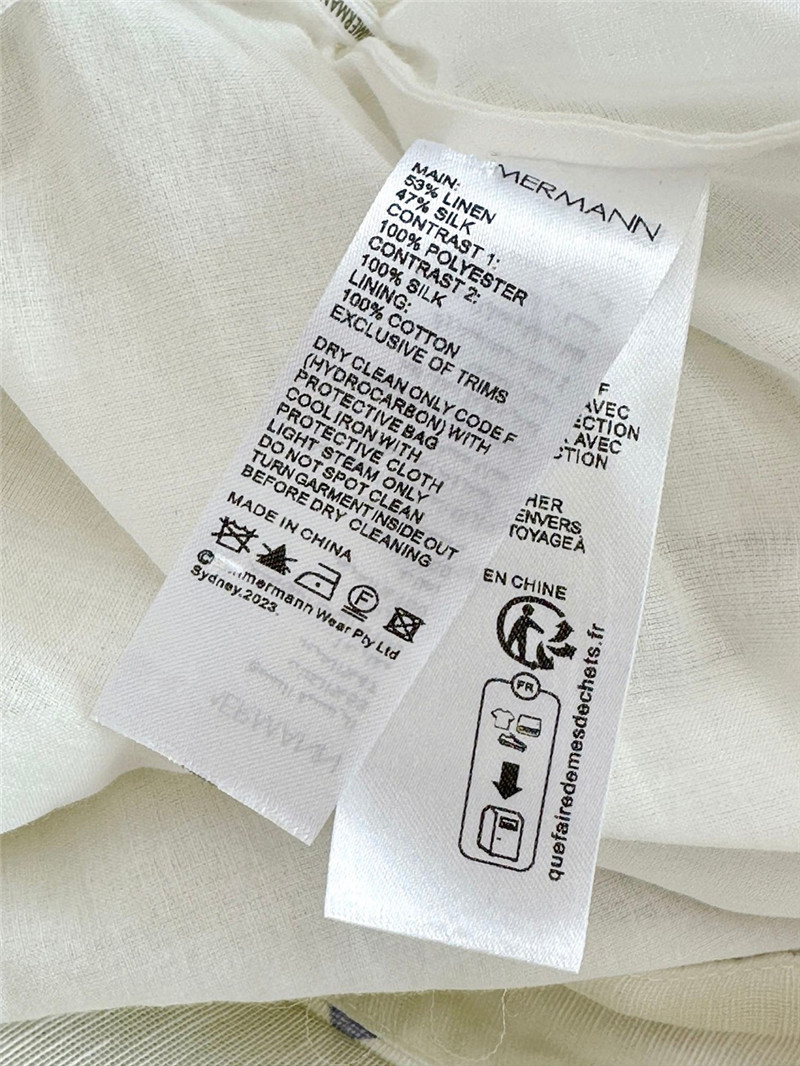 MERMANN
MERMANN
MAIN:
53% LINEN
47% SILK
CONTRAST 1:
100% POLYESTER
CONTRAST 2:
100% SILK
LINING:
100% COTTON
EXCLUSIVE OF TRIMS
DRY CLEAN ONLY CODE F
(HYDROCARBON) WITH
PROTECTIVE BAG
COOL IRON WITH
PROTECTIVE CLOTH
LIGHT STEAM ONLY
DO NOT SPOT CLEAN
TURN GARMENT INSIDE OUT
BEFORE DRY CLEANING
MADE IN CHINA
F
© mmermann Wear Pty Ltd
Sydney.2023.
F
AVEC
ECTION
AVEC
CTION
HER
ENVERS
TOYAGEA
EN CHINE
FR
quefairedemesdechets.fr